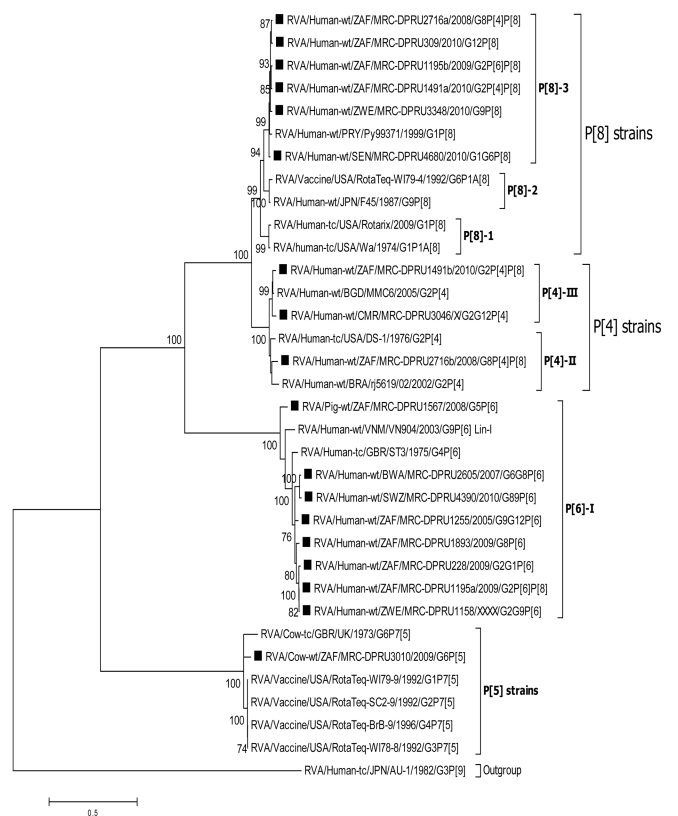 87
RVA/Human-wt/ZAF/MRC-DPRU2716a/2008/G8P[4]P[8]
RVA/Human-wt/ZAF/MRC-DPRU309/2010/G12P[8]
93
RVA/Human-wt/ZAF/MRC-DPRU1195b/2009/G2P[6]P[8]
85
RVA/Human-wt/ZAF/MRC-DPRU1491a/2010/G2P[4]P[8]
P[8]-3
RVA/Human-wt/ZWE/MRC-DPRU3348/2010/G9P[8]
99
RVA/Human-wt/PRY/Py99371/1999/G1P[8]
P[8] strains
94
RVA/Human-wt/SEN/MRC-DPRU4680/2010/G1G6P[8]
RVA/Vaccine/USA/RotaTeq-WI79-4/1992/G6P1A[8]
P[8]-2
99
100
RVA/Human-wt/JPN/F45/1987/G9P[8]
RVA/Human-tc/USA/Rotarix/2009/G1P[8]
P[8]-1
99
RVA/human-tc/USA/Wa/1974/G1P1A[8]
100
RVA/Human-wt/ZAF/MRC-DPRU1491b/2010/G2P[4]P[8]
99
RVA/Human-wt/BGD/MMC6/2005/G2P[4]
P[4]-III
RVA/Human-wt/CMR/MRC-DPRU3046/X/G2G12P[4]
P[4] strains
100
RVA/Human-tc/USA/DS-1/1976/G2P[4]
100
RVA/Human-wt/ZAF/MRC-DPRU2716b/2008/G8P[4]P[8]
P[4]-II
RVA/Human-wt/BRA/rj5619/02/2002/G2P[4]
RVA/Pig-wt/ZAF/MRC-DPRU1567/2008/G5P[6]
RVA/Human-wt/VNM/VN904/2003/G9P[6] Lin-I
100
RVA/Human-tc/GBR/ST3/1975/G4P[6]
100
RVA/Human-wt/BWA/MRC-DPRU2605/2007/G6G8P[6]
100
RVA/Human-wt/SWZ/MRC-DPRU4390/2010/G89P[6]
P[6]-I
RVA/Human-wt/ZAF/MRC-DPRU1255/2005/G9G12P[6]
76
RVA/Human-wt/ZAF/MRC-DPRU1893/2009/G8P[6]
RVA/Human-wt/ZAF/MRC-DPRU228/2009/G2G1P[6]
80
RVA/Human-wt/ZAF/MRC-DPRU1195a/2009/G2P[6]P[8]
100
82
RVA/Human-wt/ZWE/MRC-DPRU1158/XXXX/G2G9P[6]
RVA/Cow-tc/GBR/UK/1973/G6P7[5]
RVA/Cow-wt/ZAF/MRC-DPRU3010/2009/G6P[5]
100
RVA/Vaccine/USA/RotaTeq-WI79-9/1992/G1P7[5]
P[5] strains
RVA/Vaccine/USA/RotaTeq-SC2-9/1992/G2P7[5]
100
RVA/Vaccine/USA/RotaTeq-BrB-9/1996/G4P7[5]
74
RVA/Vaccine/USA/RotaTeq-WI78-8/1992/G3P7[5]
RVA/Human-tc/JPN/AU-1/1982/G3P[9]
Outgroup
0.5